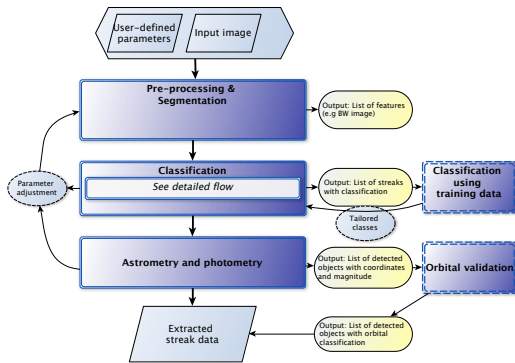 User-defined
parameters
Input image
Pre-processing &
Segmentation
Output: List of features
(e.g BW image)
Parameter
adjustment
Classification
See detailed flow
Output: List of streaks
with classification
Classification
using
training data
Tailored
classes
Astrometry and photometry
Output: List of detected
objects with coordinates
and magnitude
Orbital validation
Extracted
streak data
Output: List of detected
objects with orbital
classification